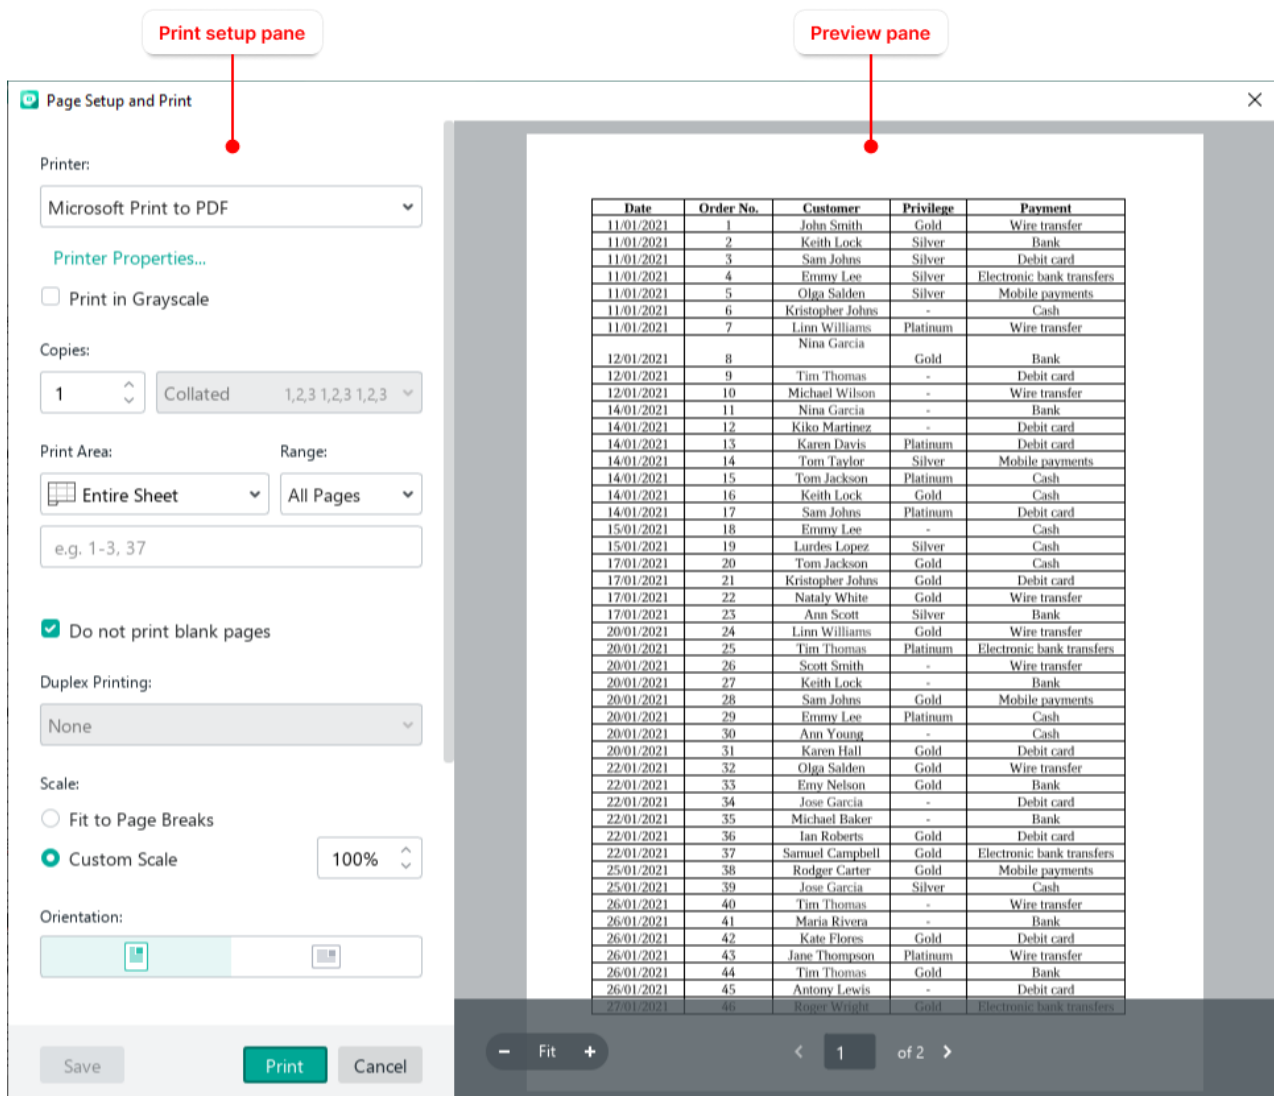 Print setup pane
Preview pane
Page Setup and Print
Printer:
Microsoft Print to PDF
Printer Properties...
Print in Grayscale
Copies:
1
Collated 1,2,3 1,2,3 1,2,3
Print Area: Range:
Entire Sheet All Pages
e.g. 1-3, 37
Do not print blank pages
Duplex Printing:
None
Scale:
Fit to Page Breaks
Custom Scale 100%
Orientation:
Save Print Cancel
Date Order No. Customer Privilege Payment
11/01/2021 1 John Smith Gold Wire transfer
11/01/2021 2 Keith Lock Silver Bank
11/01/2021 3 Sam Johns Silver Debit card
11/01/2021 4 Emmy Lee Silver Electronic bank transfers
11/01/2021 5 Olga Salden Silver Mobile payments
11/01/2021 6 Kristopher Johns - Cash
11/01/2021 7 Linn Williams Platinum Wire transfer
12/01/2021 8 Nina Garcia Gold Bank
12/01/2021 9 Tim Thomas - Debit card
12/01/2021 10 Michael Wilson - Wire transfer
14/01/2021 11 Nina Garcia - Bank
14/01/2021 12 Kiko Martinez - Debit card
14/01/2021 13 Karen Davis Platinum Debit card
14/01/2021 14 Tom Taylor Silver Mobile payments
14/01/2021 15 Tom Jackson Platinum Cash
14/01/2021 16 Keith Lock Gold Cash
14/01/2021 17 Sam Johns Platinum Debit card
15/01/2021 18 Emmy Lee - Cash
15/01/2021 19 Lurdes Lopez Silver Cash
17/01/2021 20 Tom Jackson Gold Cash
17/01/2021 21 Kristopher Johns Gold Debit card
17/01/2021 22 Nataly White Gold Wire transfer
17/01/2021 23 Ann Scott Silver Bank
20/01/2021 24 Linn Williams Gold Wire transfer
20/01/2021 25 Tim Thomas Platinum Electronic bank transfers
20/01/2021 26 Scott Smith - Wire transfer
20/01/2021 27 Keith Lock - Bank
20/01/2021 28 Sam Johns Gold Mobile payments
20/01/2021 29 Emmy Lee Platinum Cash
20/01/2021 30 Ann Young - Cash
20/01/2021 31 Karen Hall Gold Debit card
22/01/2021 32 Olga Salden Gold Wire transfer
22/01/2021 33 Emy Nelson Gold Bank
22/01/2021 34 Jose Garcia - Debit card
22/01/2021 35 Michael Baker - Bank
22/01/2021 36 Ian Roberts Gold Debit card
22/01/2021 37 Samuel Campbell Gold Electronic bank transfers
25/01/2021 38 Rodger Carter Gold Mobile payments
25/01/2021 39 Jose Garcia Silver Cash
26/01/2021 40 Tim Thomas - Wire transfer
26/01/2021 41 Maria Rivera - Bank
26/01/2021 42 Kate Flores Gold Debit card
26/01/2021 43 Jane Thompson Platinum Wire transfer
26/01/2021 44 Tim Thomas Gold Bank
26/01/2021 45 Antony Lewis - Debit card
27/01/2021 46 Roger Wright Gold Electronic bank transfers
Fit 1 of 2